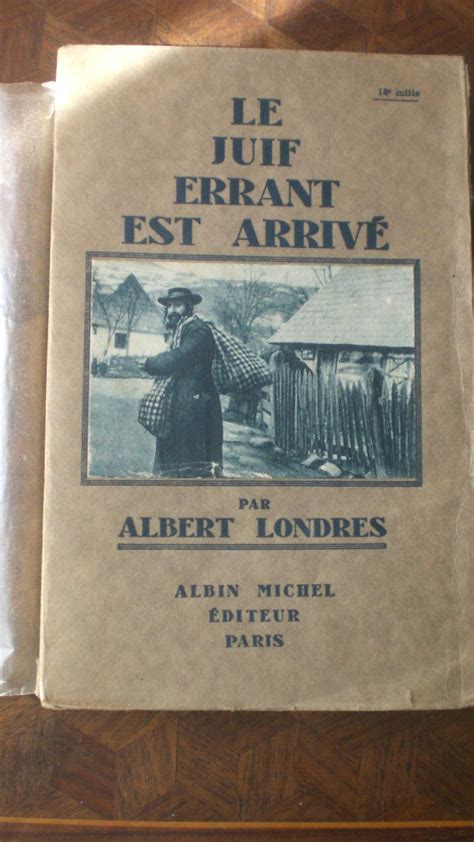 18e mille
LE
JUIF
ERRANT
EST ARRIVÉ
PAR
ALBERT LONDRES
ALBIN MICHEL
ÉDITEUR
PARIS